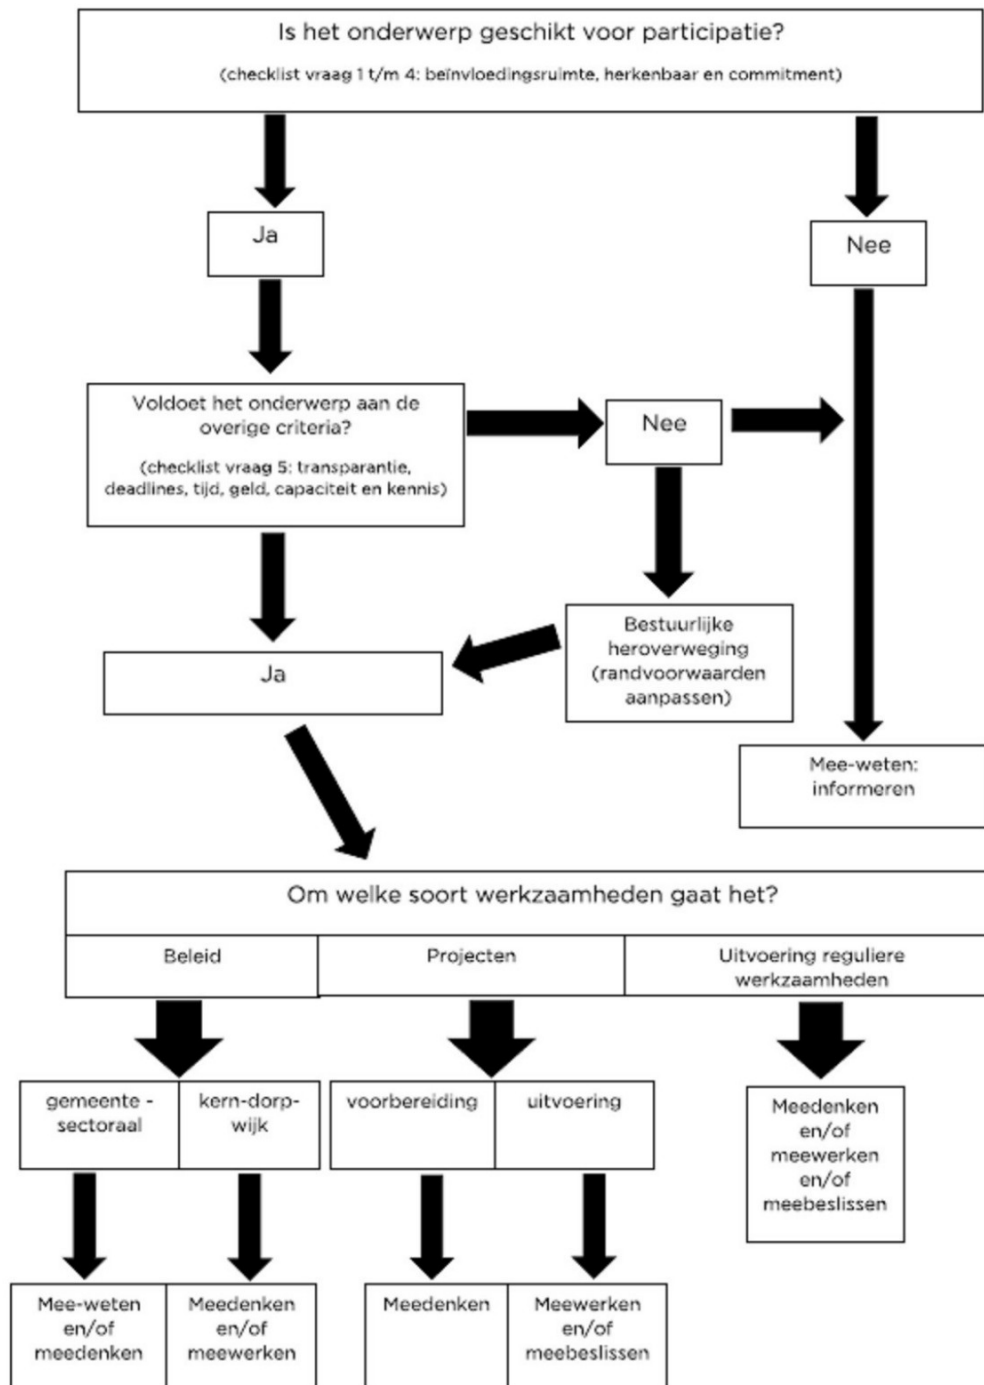 Is het onderwerp geschikt voor participatie?
(checklist vraag 1 t/m 4: beïnvloedingsruimte, herkenbaar en commitment)
Ja
Nee
Voldoet het onderwerp aan de
overige criteria?
(checklist vraag 5: transparantie,
deadlines, tijd, geld, capaciteit en kennis)
Nee
Bestuurlijke
heroverweging
(randvoorwaarden
aanpassen)
Ja
Mee-weten:
informeren
Om welke soort werkzaamheden gaat het?
Beleid
Projecten
Uitvoering reguliere
werkzaamheden
gemeente -
sectoraal
kern-dorp-
wijk
voorbereiding
uitvoering
Meedenken
en/of
meewerken
en/of
meebeslissen
Mee-weten
en/of
meedenken
Meedenken
en/of
meewerken
Meedenken
Meewerken
en/of
meebeslissen